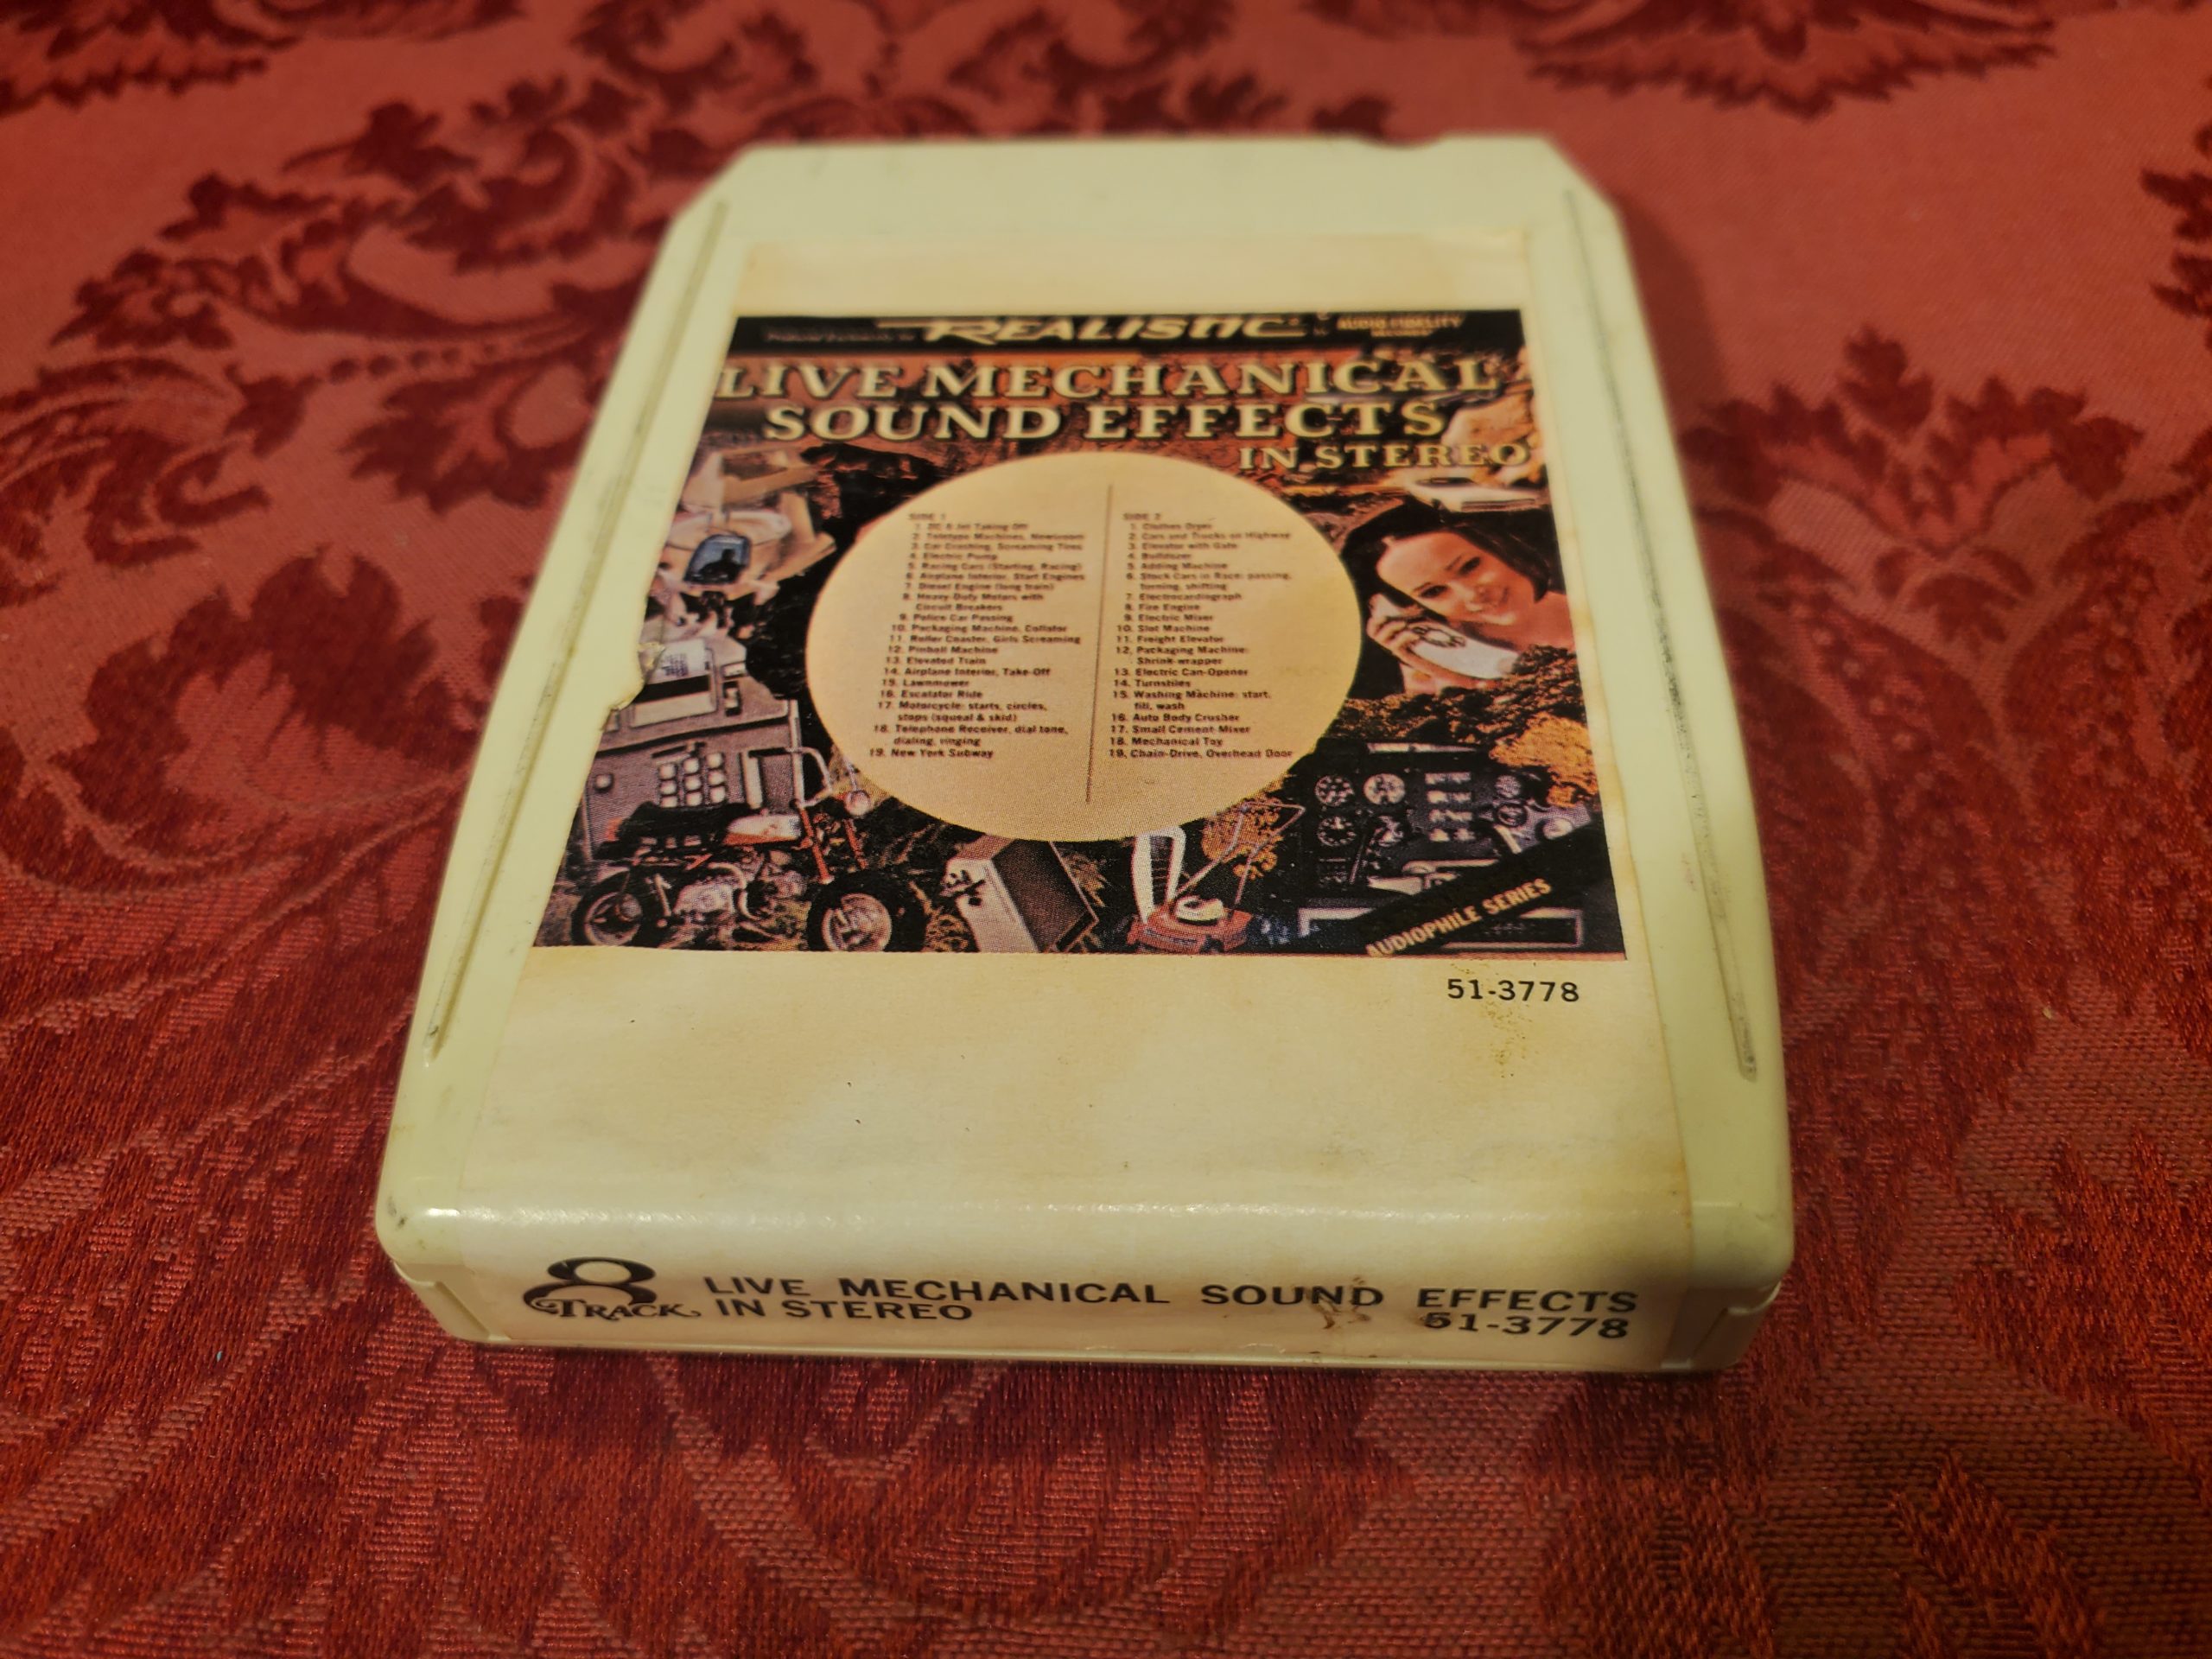 REALISTIC
AUDIO FIDELITY
LIVE MECHANICAL
SOUND EFFECTS
IN STEREO
SIDE 1
1. DC-8 Jet Taking Off
2. Teletype Machines, Newsroom
3. Car Crashing, Screaming Tires
4. Electric Pump
5. Racing Cars (Starting, Racing)
6. Airplane Interior, Start Engines
7. Diesel Engine (long train)
8. Heavy-Duty Motors with
Circuit Breakers
9. Police Car Passing
10. Packaging Machine, Collator
11. Roller Coaster, Girls Screaming
12. Pinball Machine
13. Elevated Train
14. Airplane Interior, Take-Off
15. Lawnmower
16. Escalator Ride
17. Motorcycle: starts, circles,
stops (squeal & skid)
18. Telephone Receiver, dial tone,
dialing, ringing
19. New York Subway
SIDE 2
1. Clothes Dryer
2. Cars and Trucks on Highway
3. Elevator with Gate
4. Bulldozer
5. Adding Machine
6. Stock Cars in Race: passing,
turning, shifting
7. Electrocardiograph
8. Fire Engine
9. Electric Mixer
10. Slot Machine
11. Freight Elevator
12. Packaging Machine:
Shrink-wrapper
13. Electric Can-Opener
14. Turnstiles
15. Washing Machine: start,
fill, wash
16. Auto Body Crusher
17. Small Cement-Mixer
18. Mechanical Toy
19. Chain-Drive, Overhead Door
AUDIOPHILE SERIES
51-3778
8 TRACK
LIVE MECHANICAL SOUND EFFECTS
IN STEREO 51-3778